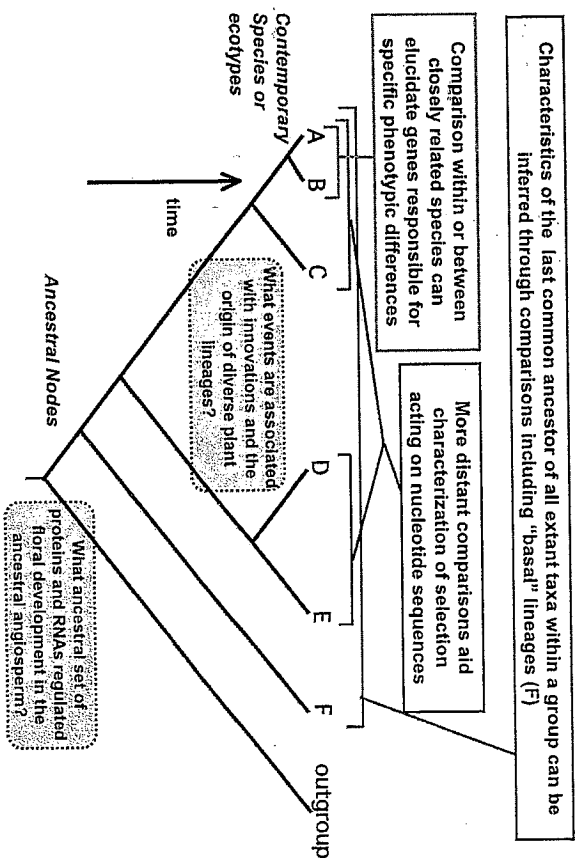 Characteristics of the last common ancestor of all extant taxa within a group can be
inferred through comparisons including "basal" lineages (F)
Comparison within or between
closely related species can
elucidate genes responsible for
specific phenotypic differences
More distant comparisons aid
characterization of selection
acting on nucleotide sequences
Contemporary
Species or
ecotypes
A
B
C
D
E
F
outgroup
time
What events are associated
with innovations and the
origin of diverse plant
lineages?
Ancestral Nodes
What ancestral set of
proteins and RNAs regulated
floral development in the
ancestral angiosperm?